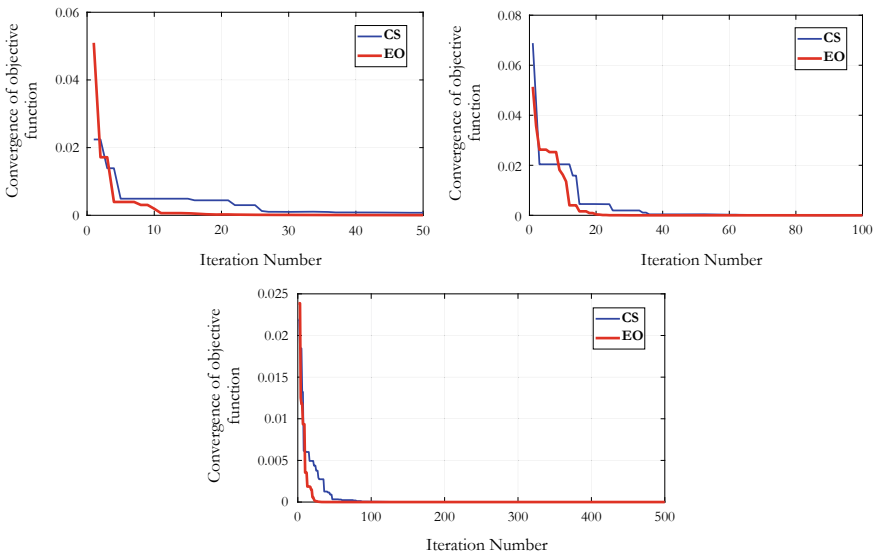 Convergence of objective
function
0.06
0.04
0.02
0
CS
EO
0
10
20
30
40
50
Iteration Number
Convergence of objective
function
0.08
0.06
0.04
0.02
0
CS
EO
0
20
40
60
80
100
Iteration Number
Convergence of objective
function
0.025
0.02
0.015
0.01
0.005
0
CS
EO
0
100
200
300
400
500
Iteration Number